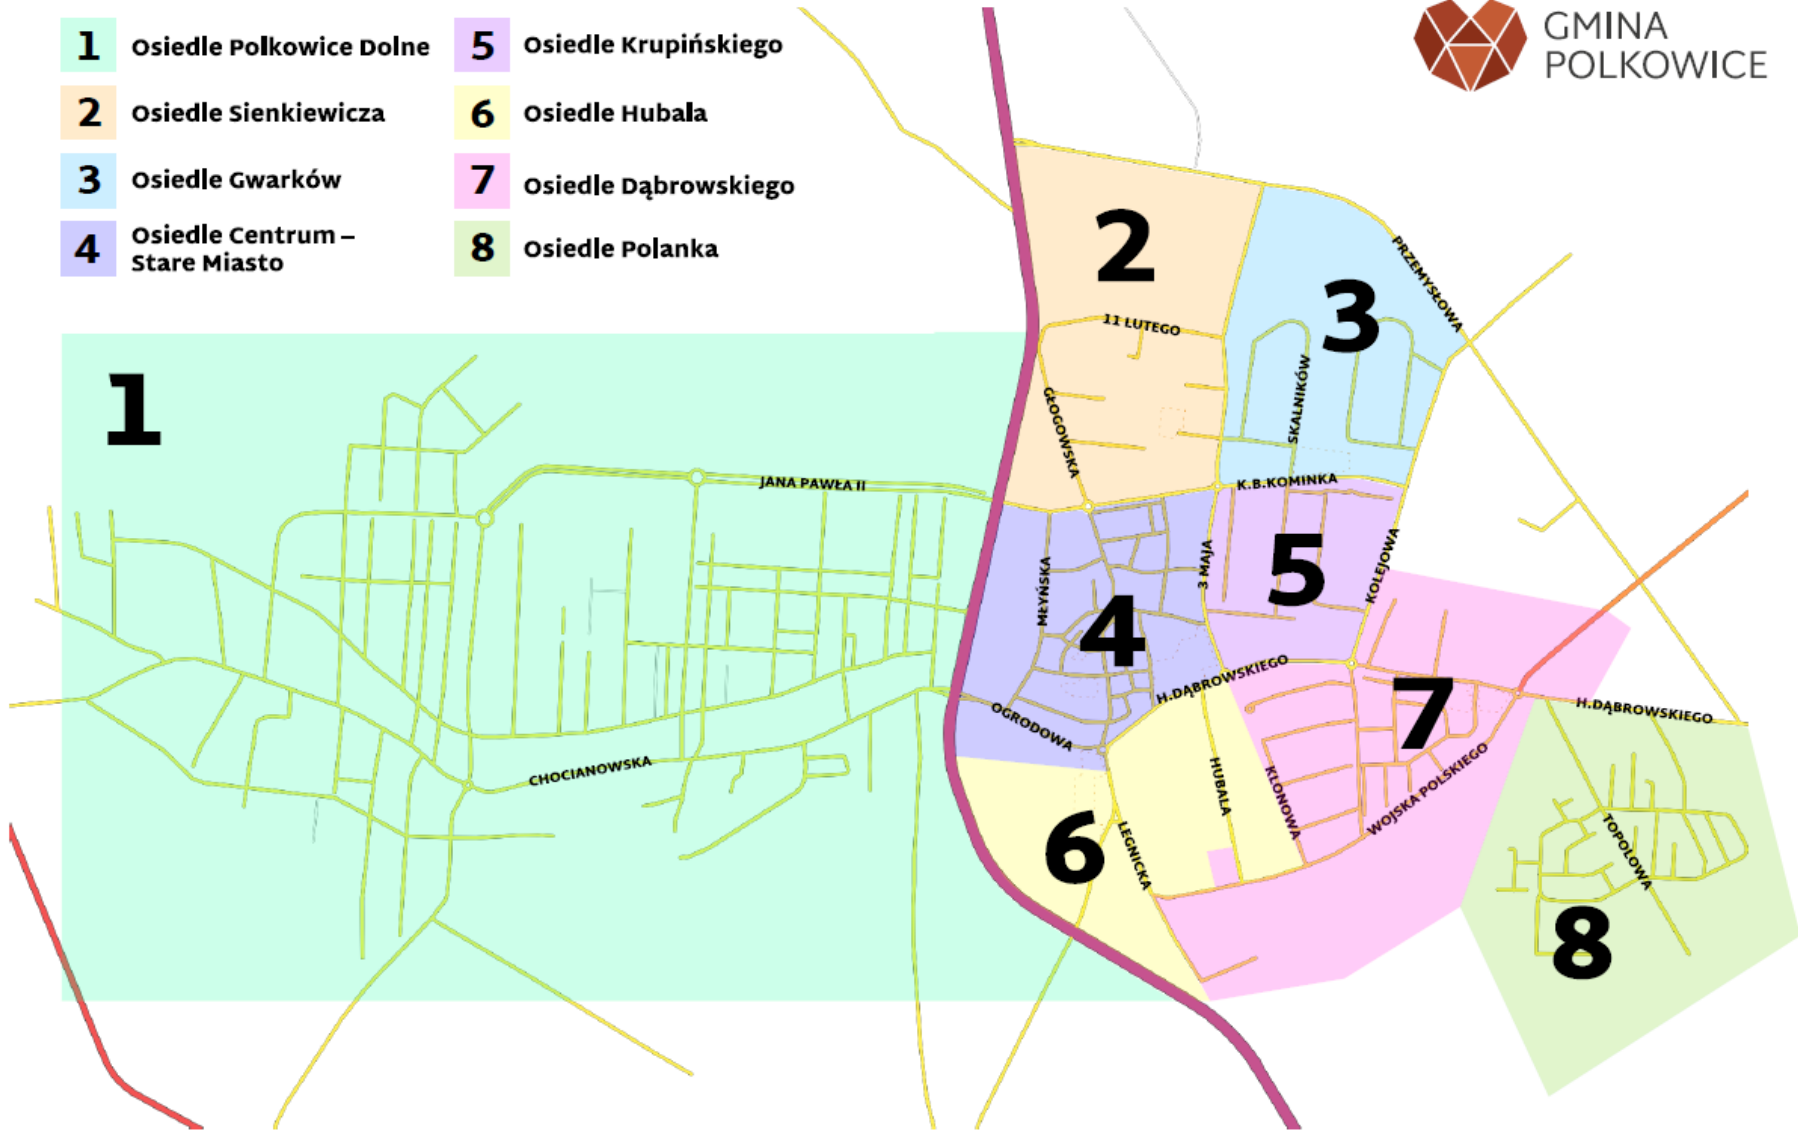 1 Osiedle Polkowice Dolne
2 Osiedle Sienkiewicza
3 Osiedle Gwarków
4 Osiedle Centrum –
Stare Miasto
5 Osiedle Krupińskiego
6 Osiedle Hubala
7 Osiedle Dąbrowskiego
8 Osiedle Polanka
GMINA
POLKOWICE
2
PRZEMYSŁOWA
3
11 LUTEGO
1
SKALNIKÓW
GŁOGOWSKA
JANA PAWŁA II
K.B.KOMINKA
MŁYŃSKA
3 MAJA
5
KOLEJOWA
4
H.DĄBROWSKIEGO
7
H.DĄBROWSKIEGO
OGRODOWA
CHOCIANOWSKA
HUBALA
KLONOWA
WOJSKA POLSKIEGO
6
LEGNICKA
TOPOLOWA
8